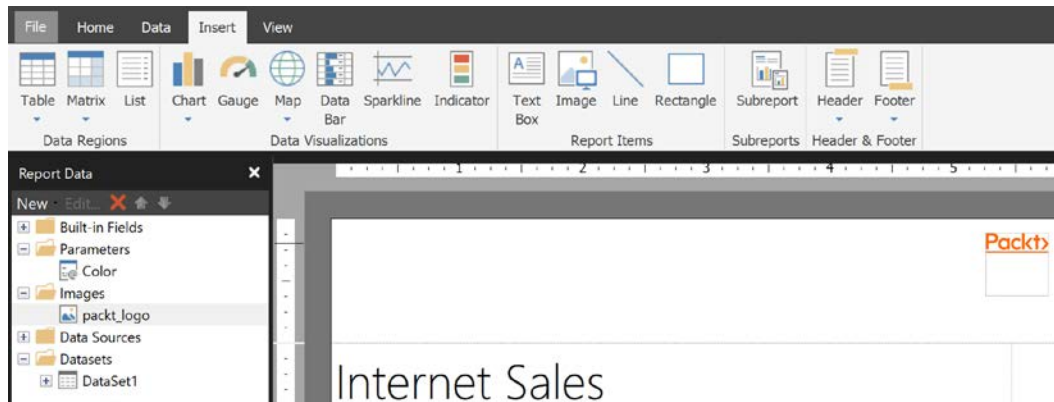 File Home Data Insert View
Table Matrix List Chart Gauge Map Data Bar Sparkline Indicator Text Box Image Line Rectangle Subreport Header Footer
Data Regions Data Visualizations Report Items Subreports Header & Footer
Report Data
New Edit...
Built-in Fields
Parameters
Color
Images
packt_logo
Data Sources
Datasets
DataSet1
1 2 3 4 5
Packt>
Internet Sales